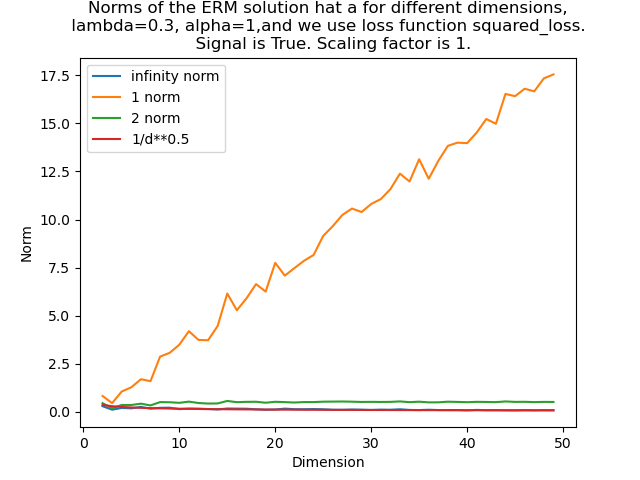 Norms of the ERM solution hat a for different dimensions,
lambda=0.3, alpha=1,and we use loss function squared_loss.
Signal is True. Scaling factor is 1.
infinity norm
1 norm
2 norm
1/d**0.5
17.5
15.0
12.5
10.0
7.5
5.0
2.5
0.0
Norm
0 10 20 30 40 50
Dimension